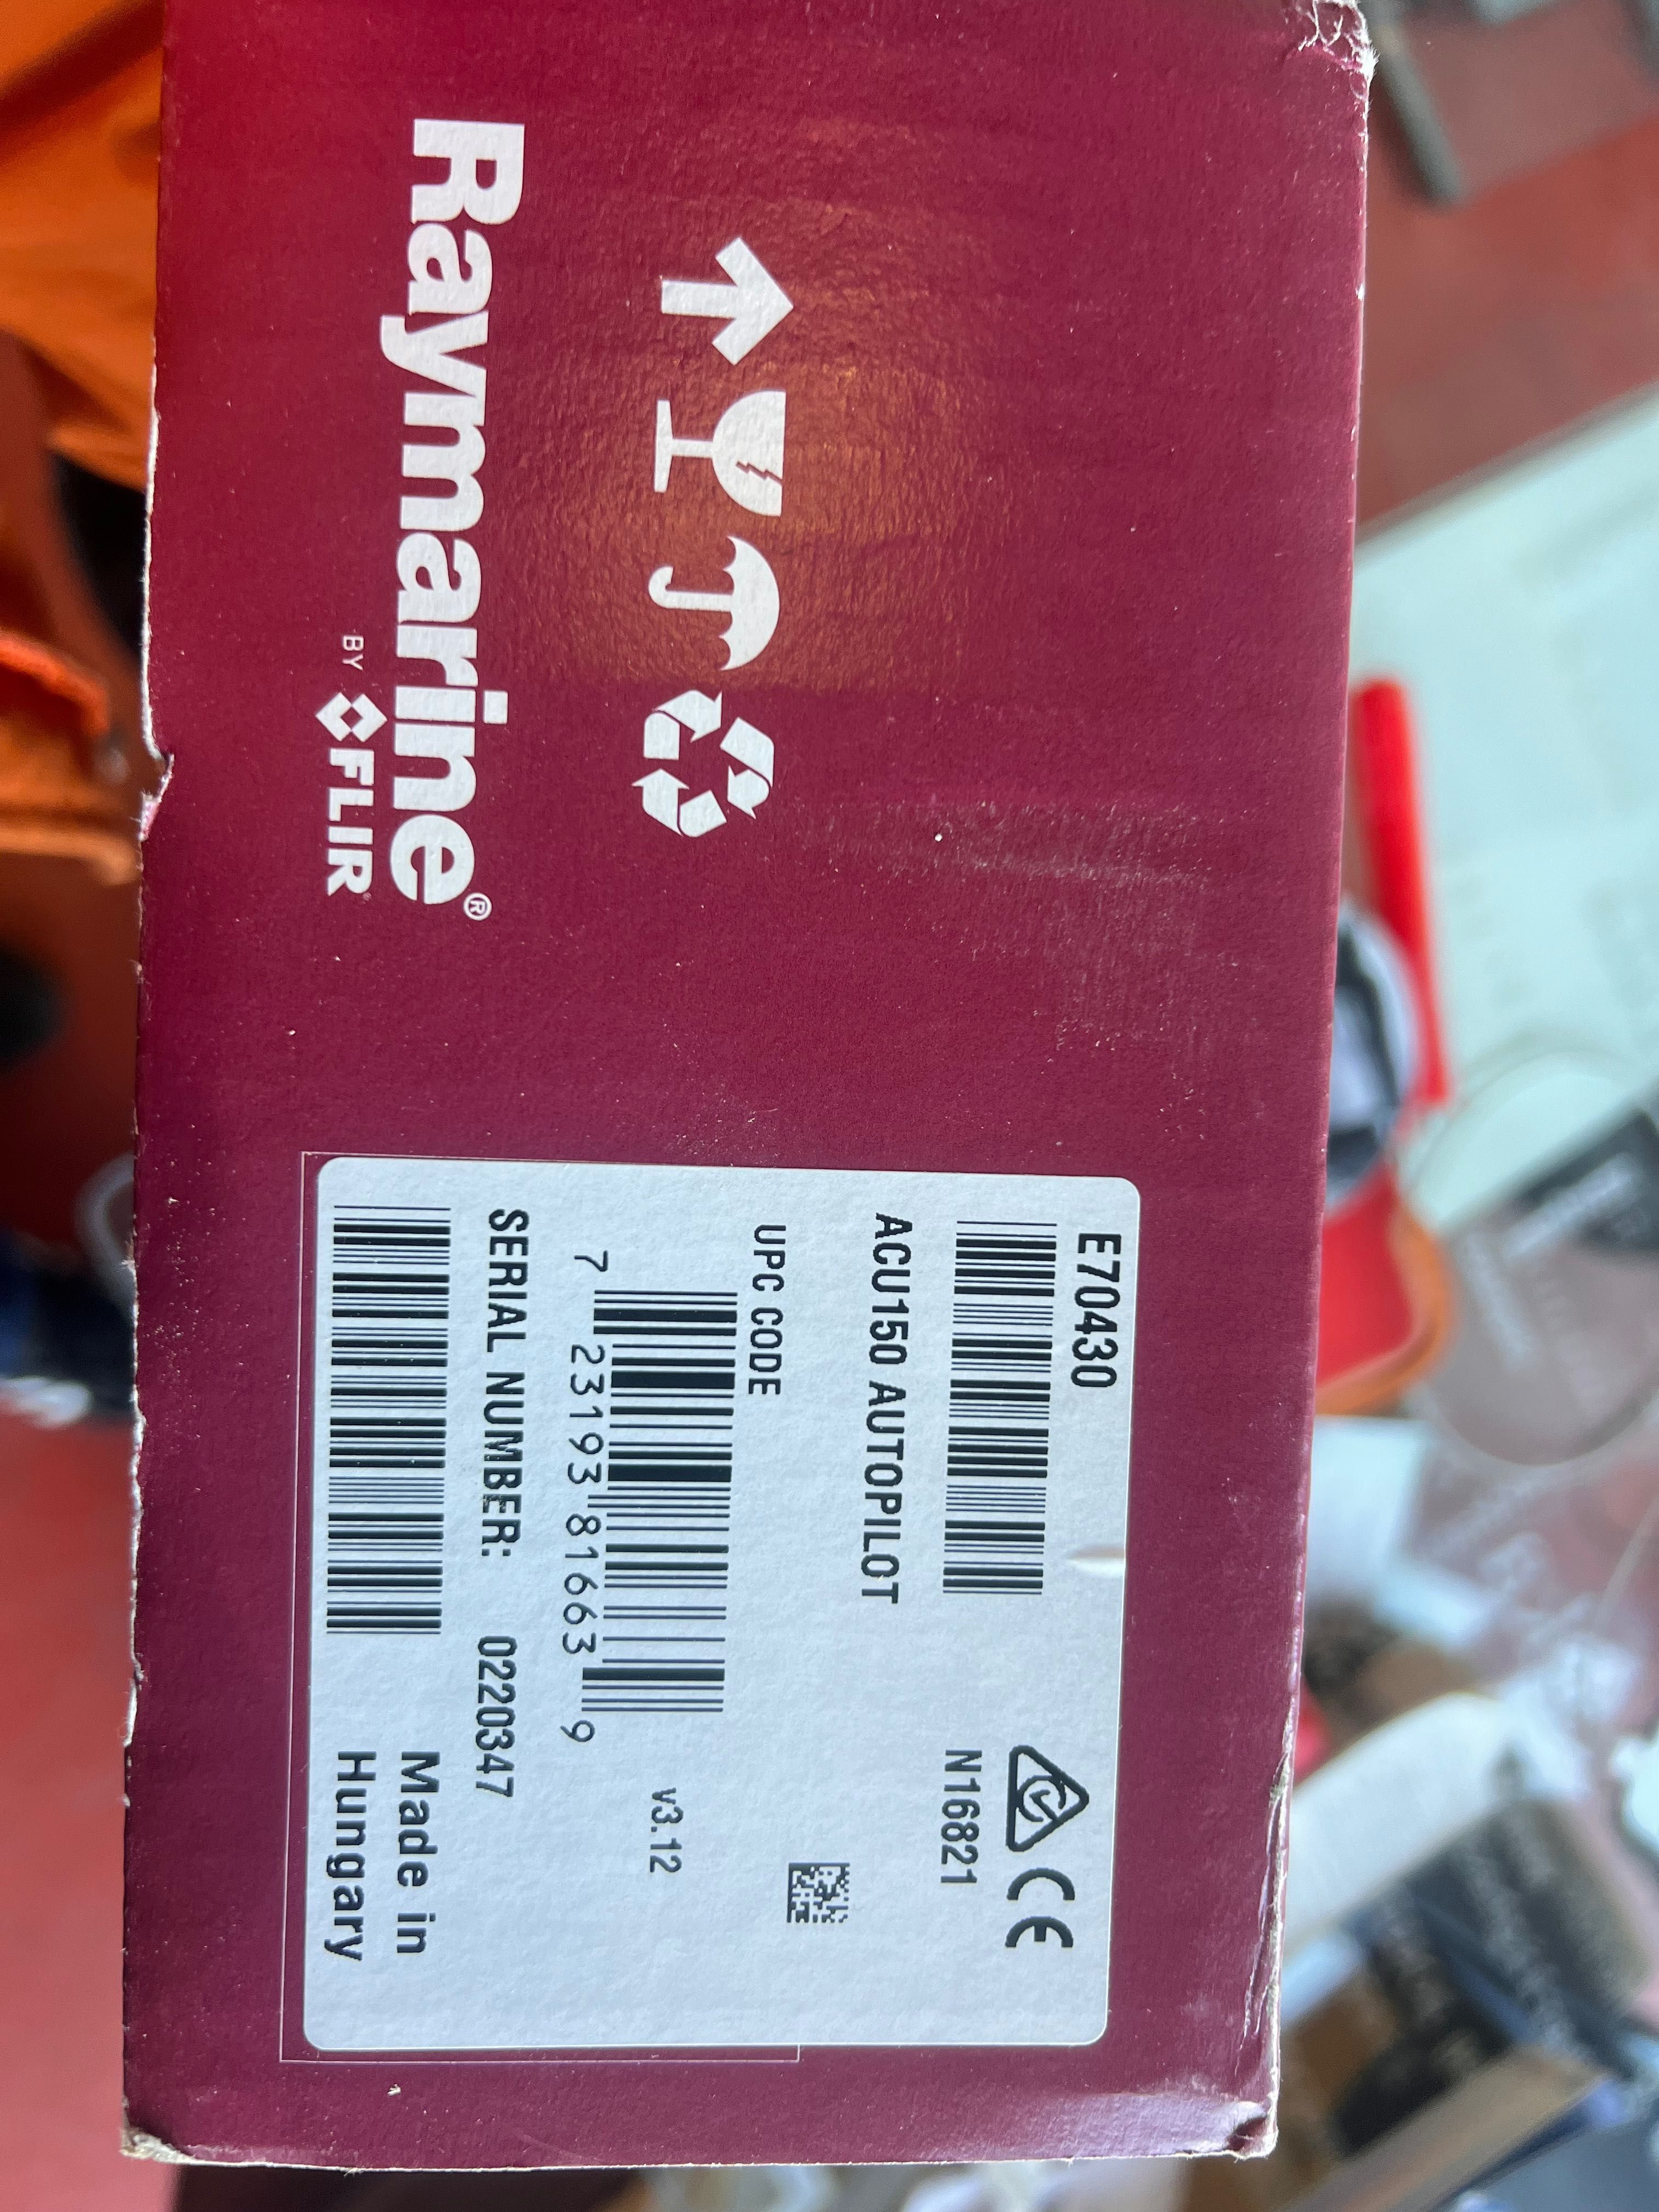 Raymarine®
BY FLIR
E70430
ACU150 AUTOPILOT
N16821
UPC CODE
7 23193 81663 9
v3.12
SERIAL NUMBER: 0220347
Made in
Hungary